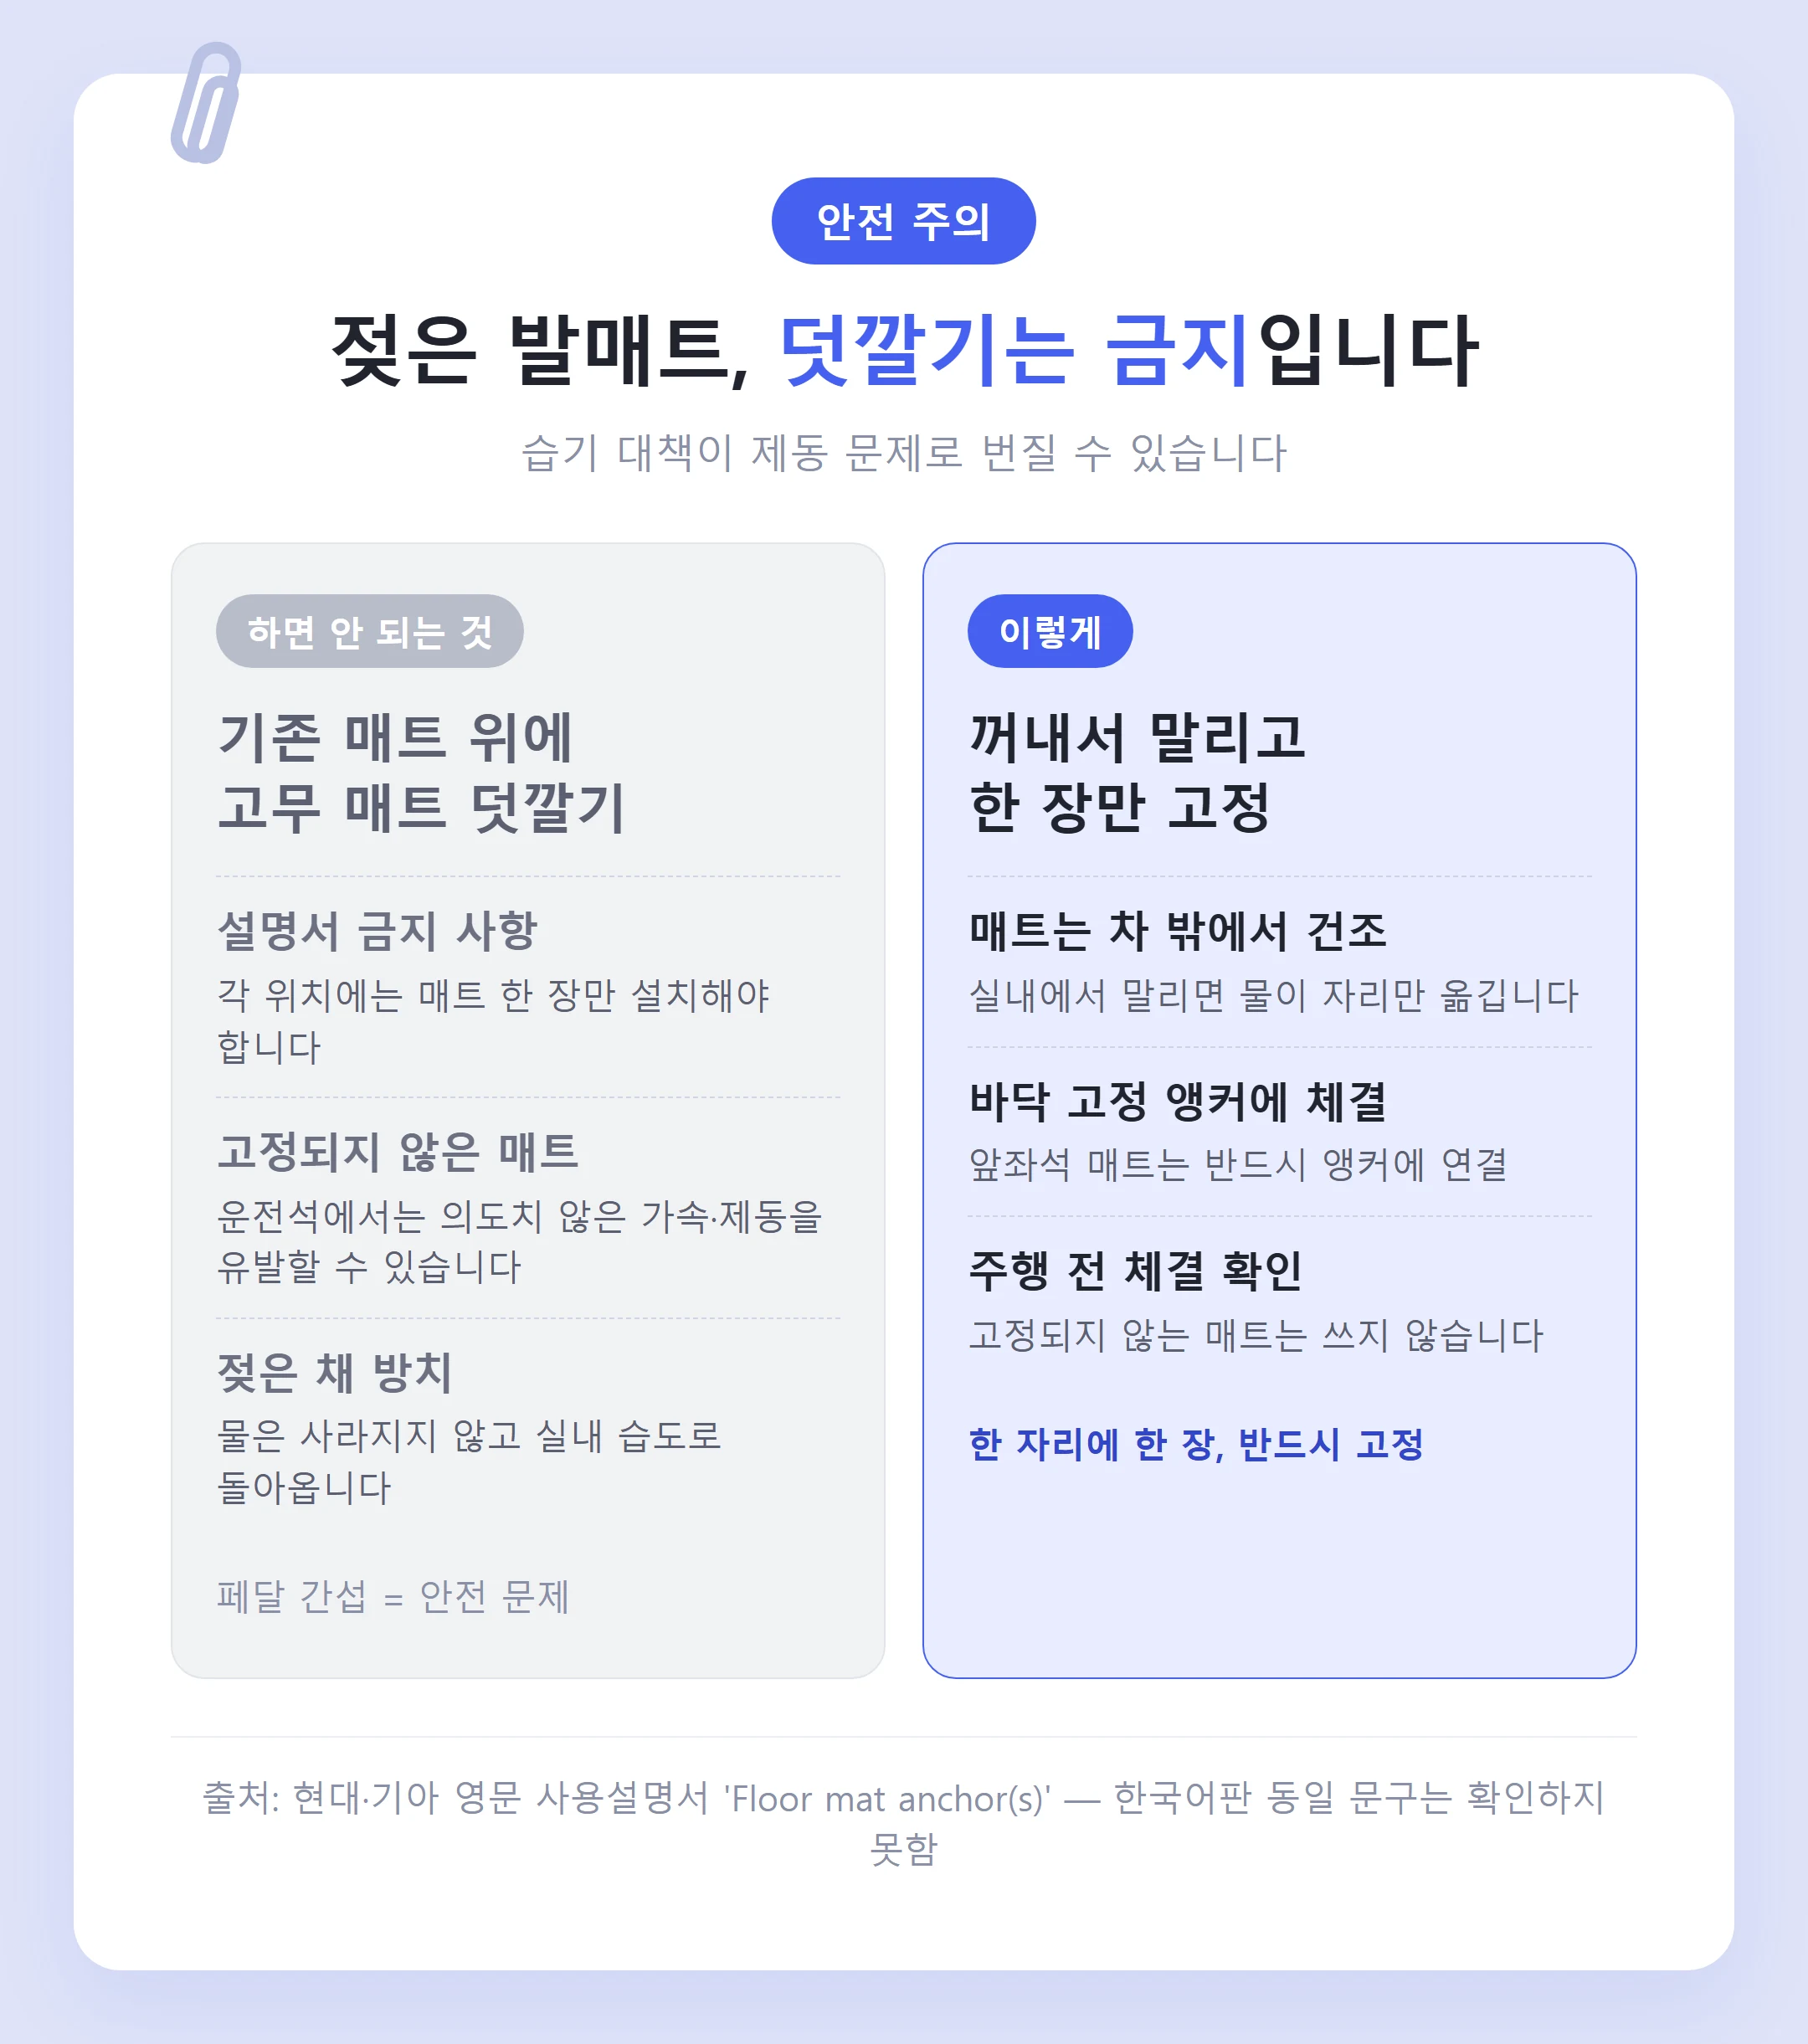 안전 주의
젖은 발매트, 덧깔기는 금지입니다
습기 대책이 제동 문제로 번질 수 있습니다
하면 안 되는 것
기존 매트 위에
고무 매트 덧깔기
설명서 금지 사항
각 위치에는 매트 한 장만 설치해야
합니다
고정되지 않은 매트
운전석에서는 의도치 않은 가속·제동을
유발할 수 있습니다
젖은 채 방치
물은 사라지지 않고 실내 습도로
돌아옵니다
페달 간섭 = 안전 문제
이렇게
꺼내서 말리고
한 장만 고정
매트는 차 밖에서 건조
실내에서 말리면 물이 자리만 옮깁니다
바닥 고정 앵커에 체결
앞좌석 매트는 반드시 앵커에 연결
주행 전 체결 확인
고정되지 않는 매트는 쓰지 않습니다
한 자리에 한 장, 반드시 고정
출처: 현대·기아 영문 사용설명서 'Floor mat anchor(s)' — 한국어판 동일 문구는 확인하지
못함